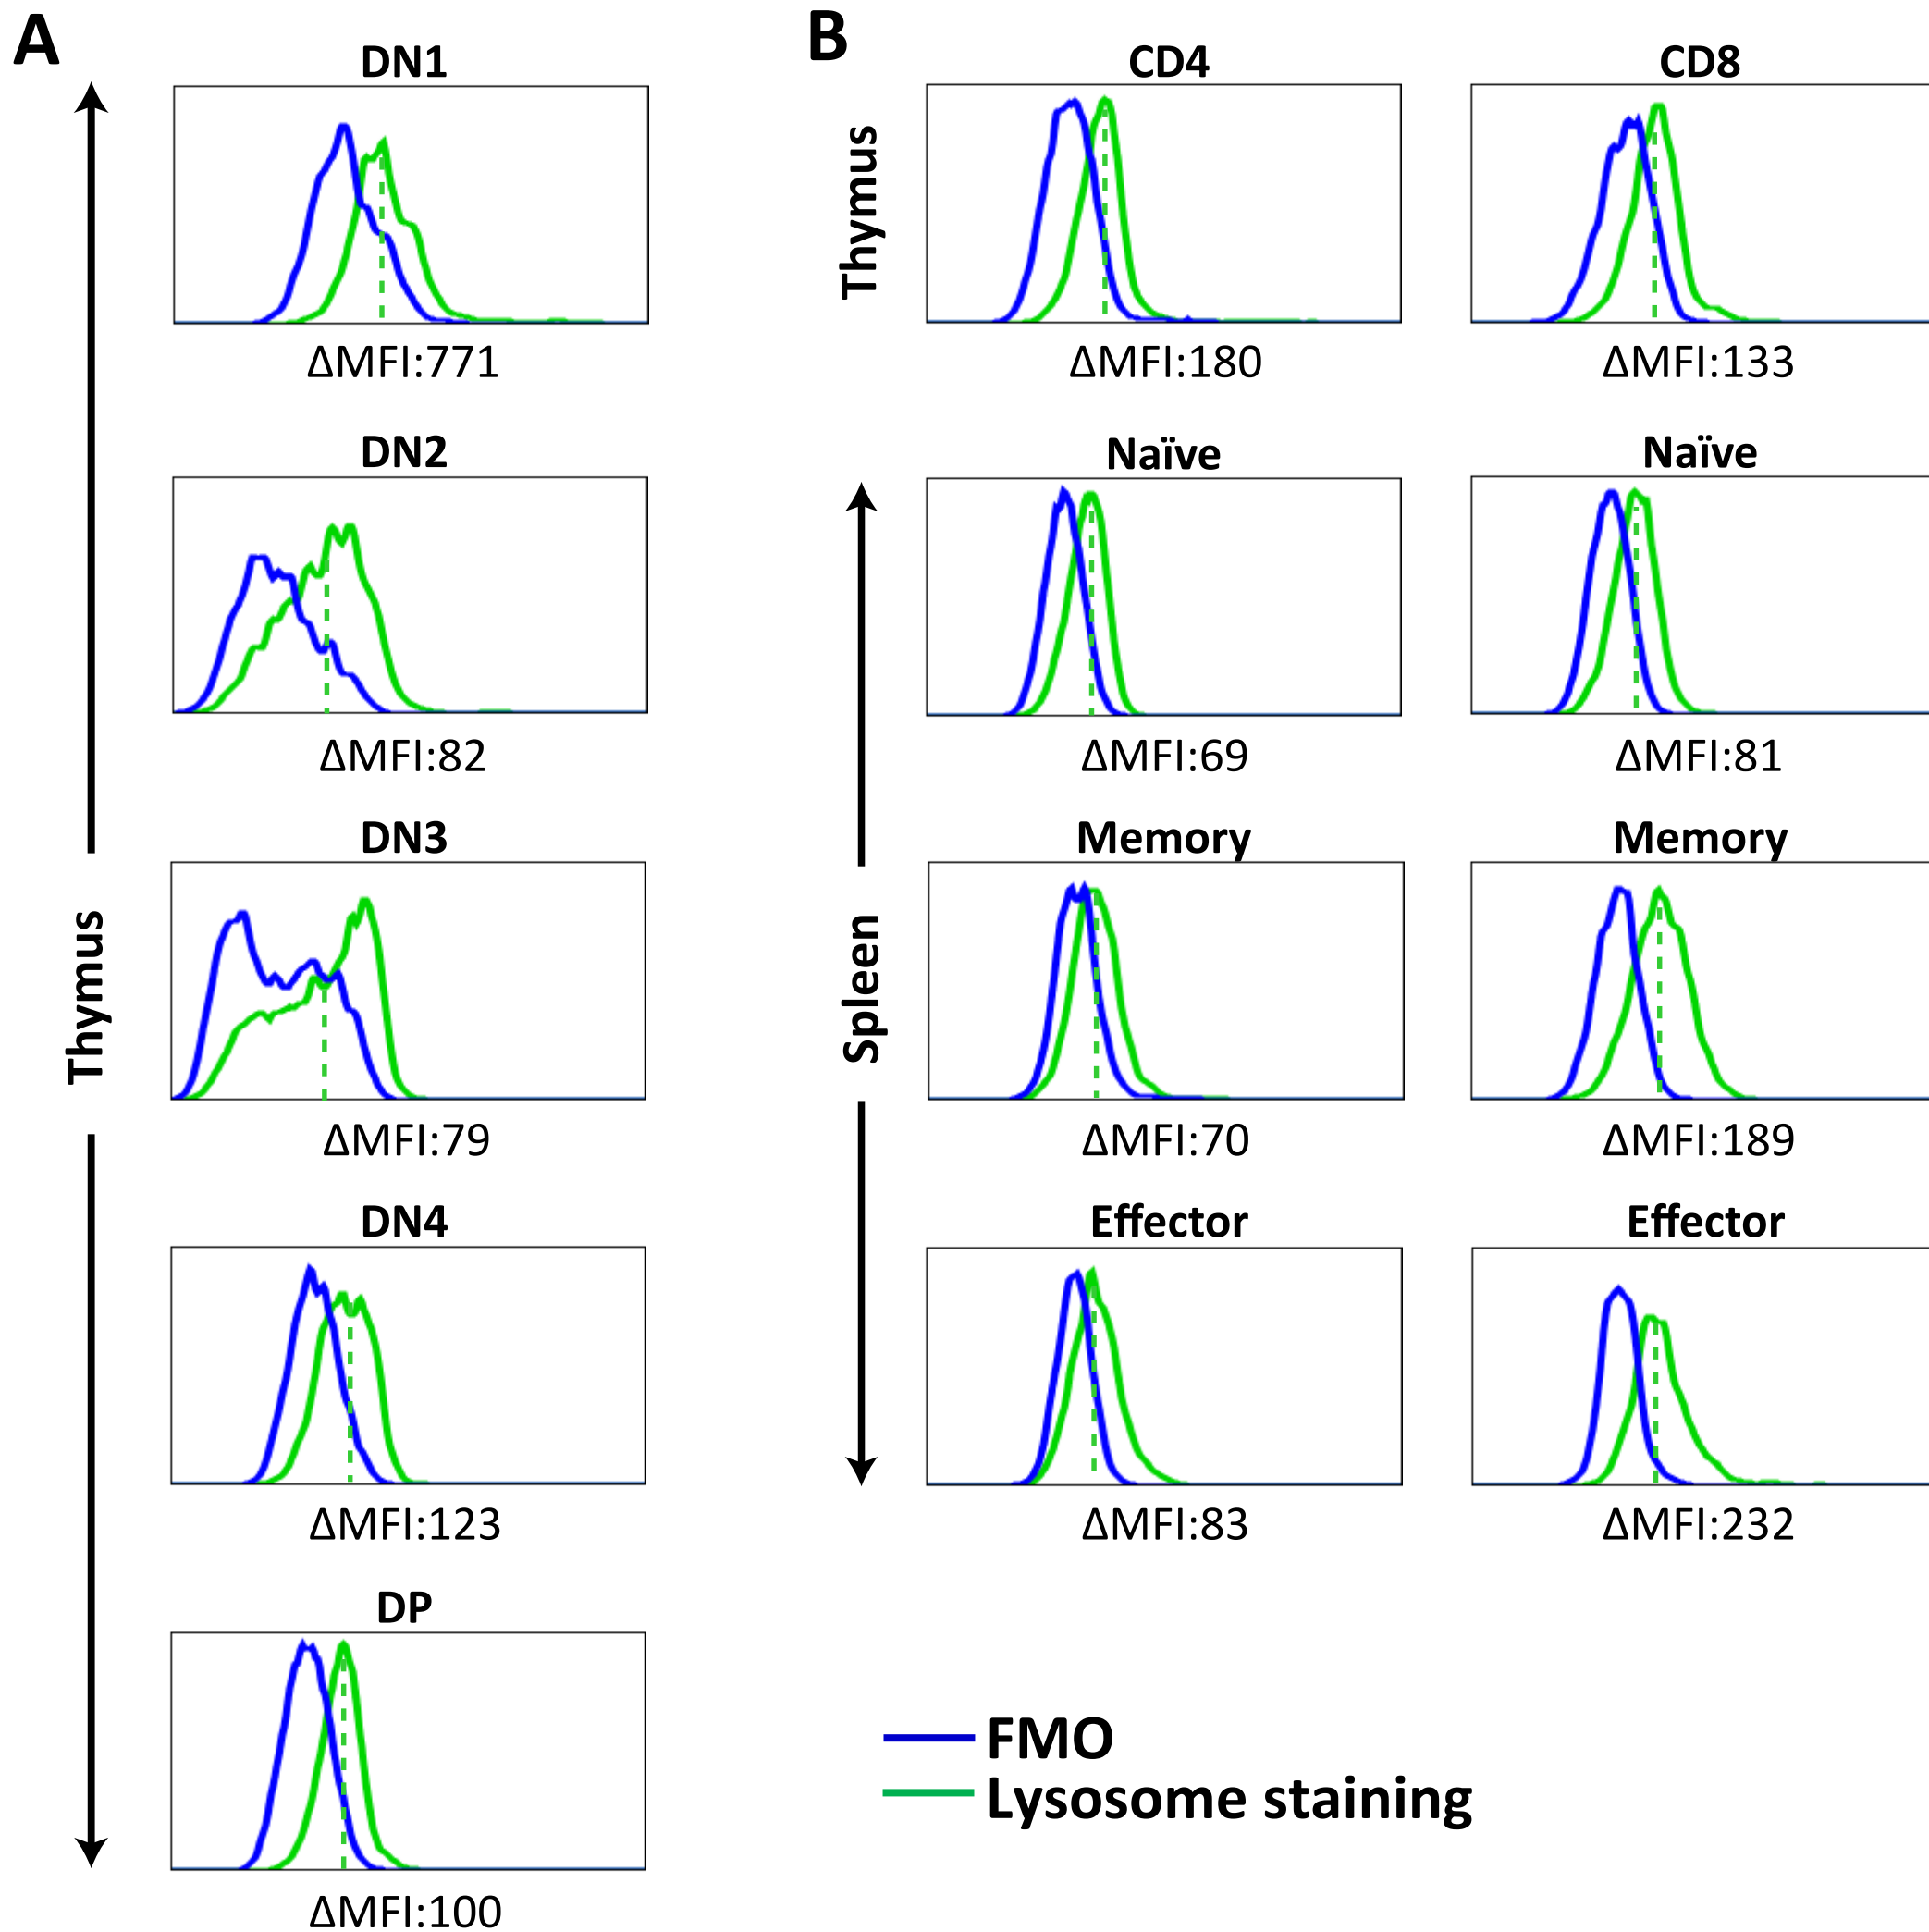 A
DN1
ΔMFI:771
DN2
ΔMFI:82
DN3
ΔMFI:79
DN4
ΔMFI:123
DP
ΔMFI:100
Thymus
B
CD4
CD8
Thymus
ΔMFI:180
ΔMFI:133
Naïve
Naïve
ΔMFI:69
ΔMFI:81
Memory
Memory
Spleen
ΔMFI:70
ΔMFI:189
Effector
Effector
ΔMFI:83
ΔMFI:232
FMO
Lysosome staining